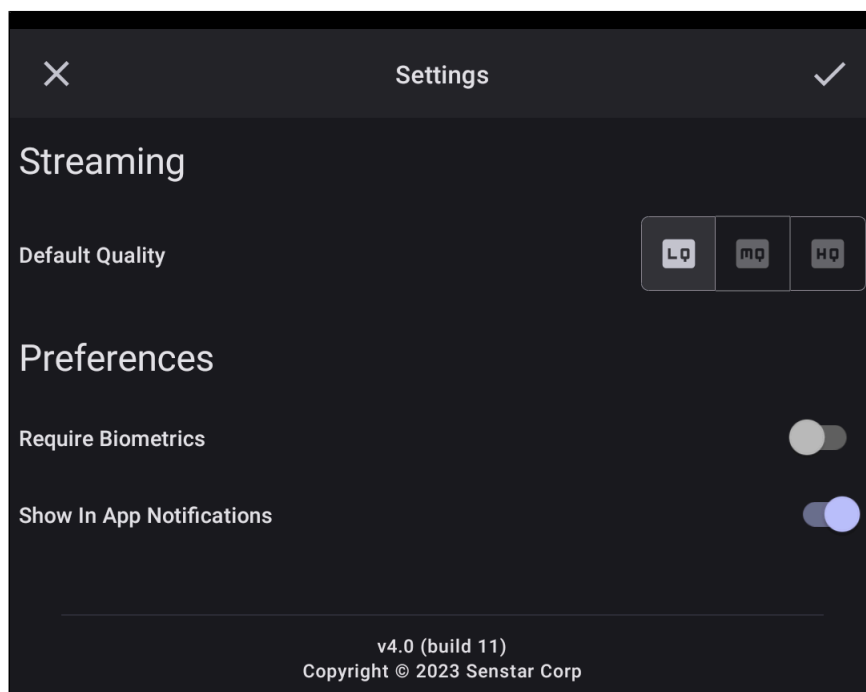 Settings
Streaming
Default Quality
LQ MQ HQ
Preferences
Require Biometrics
Show In App Notifications
v4.0 (build 11)
Copyright © 2023 Senstar Corp